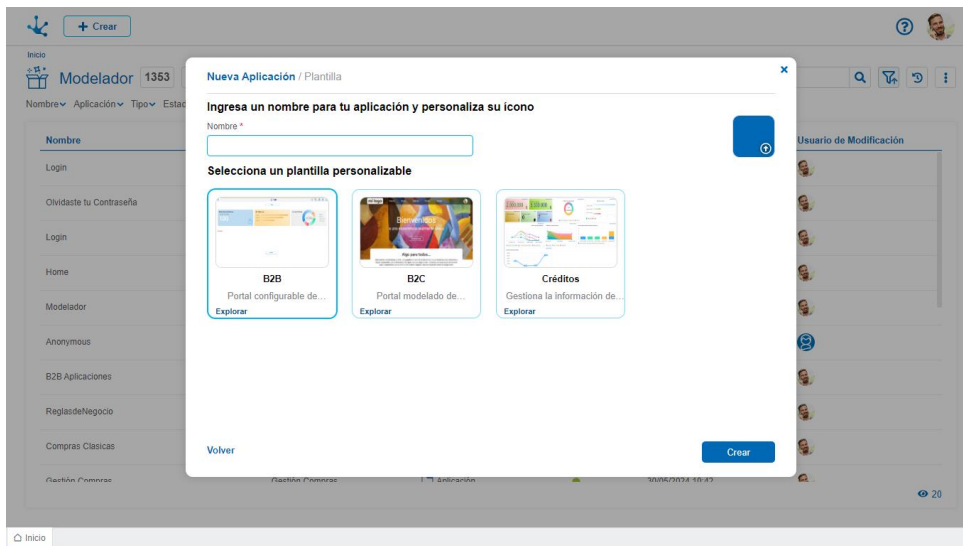 + Crear
Inicio
Modelador 1353
Nombre Aplicación Tipo Estad
Nombre
Usuario de Modificación
Login
Olvidaste tu Contraseña
Login
Home
Modelador
Anonymous
B2B Aplicaciones
ReglasdeNegocio
Compras Clasicas
Gestión Compras Gestión Compras Aplicación 30/05/2024 10:42
20
Inicio
Nueva Aplicación / Plantilla
Ingresa un nombre para tu aplicación y personaliza su ícono
Nombre *
Selecciona un plantilla personalizable
Bienvenidos
Algo para todos...
B2B
Portal configurable de...
Explorar
B2C
Portal modelado de...
Explorar
Créditos
Gestiona la información de...
Explorar
Volver
Crear